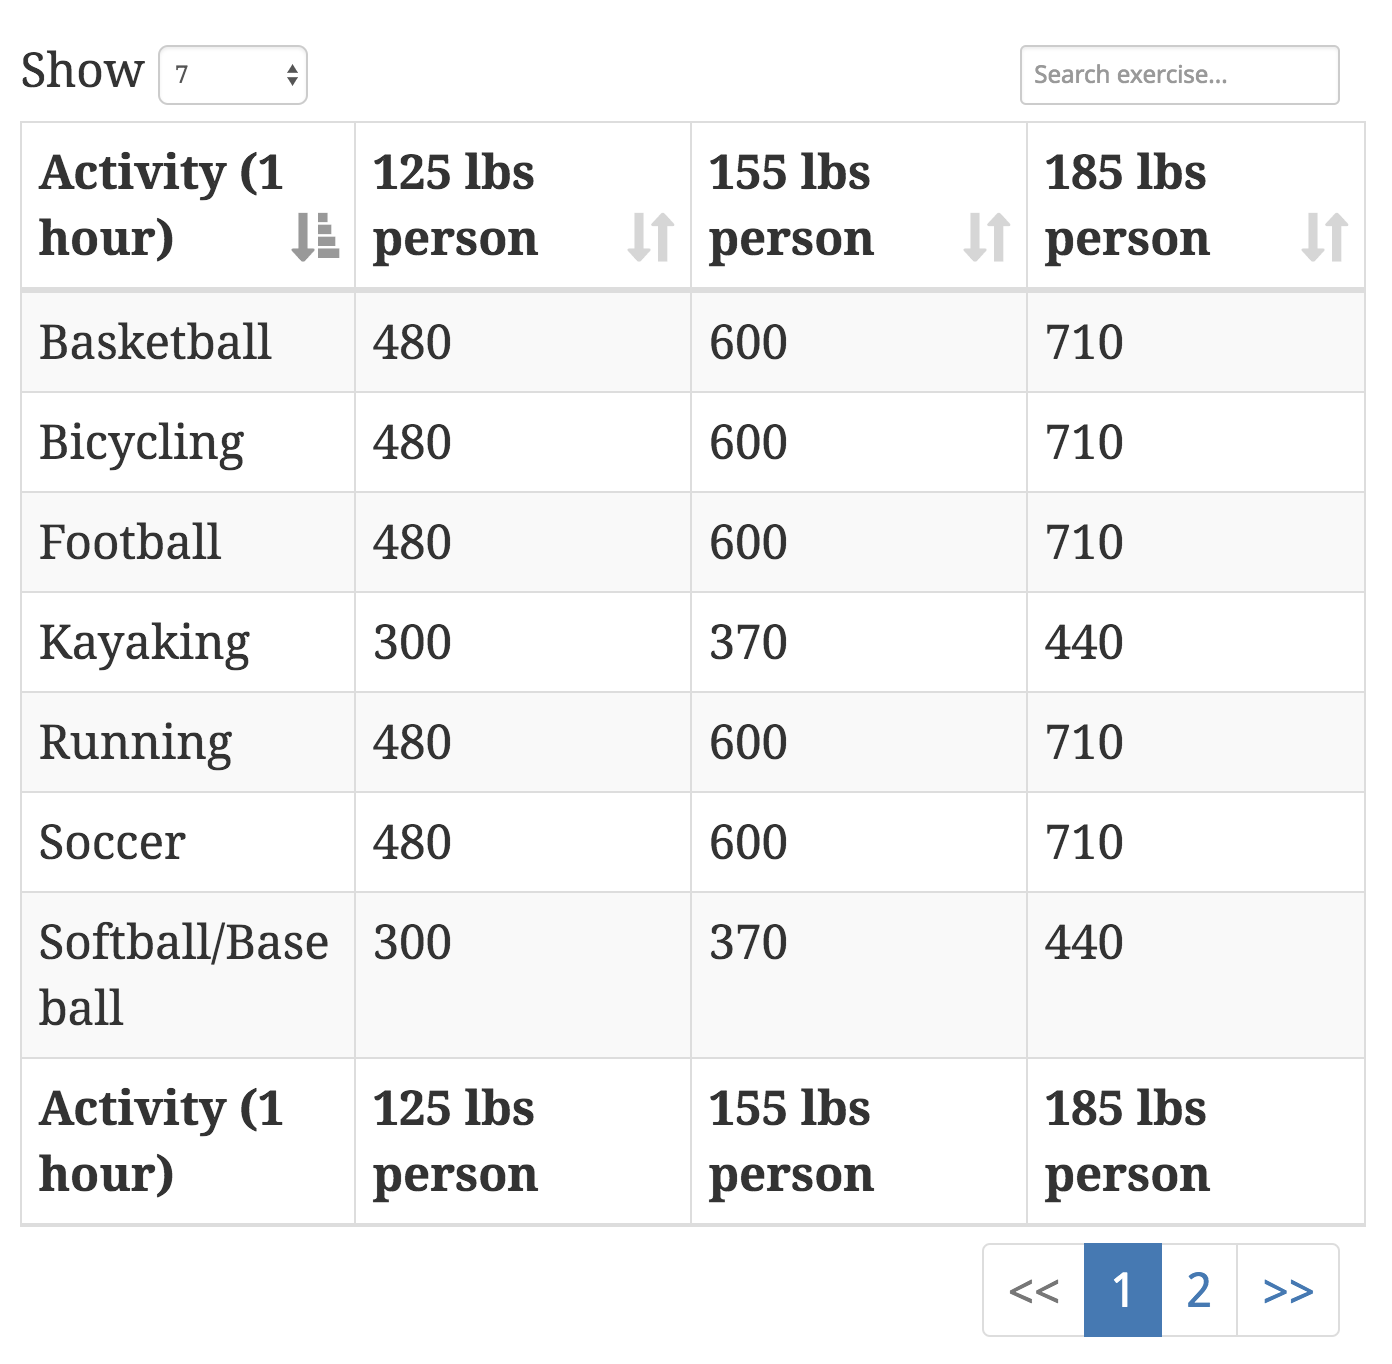 Show 7 Search exercise...
Activity (1 hour) 125 lbs person 155 lbs person 185 lbs person
Basketball 480 600 710
Bicycling 480 600 710
Football 480 600 710
Kayaking 300 370 440
Running 480 600 710
Soccer 480 600 710
Softball/Baseball 300 370 440
Activity (1 hour) 125 lbs person 155 lbs person 185 lbs person
<< 1 2 >>